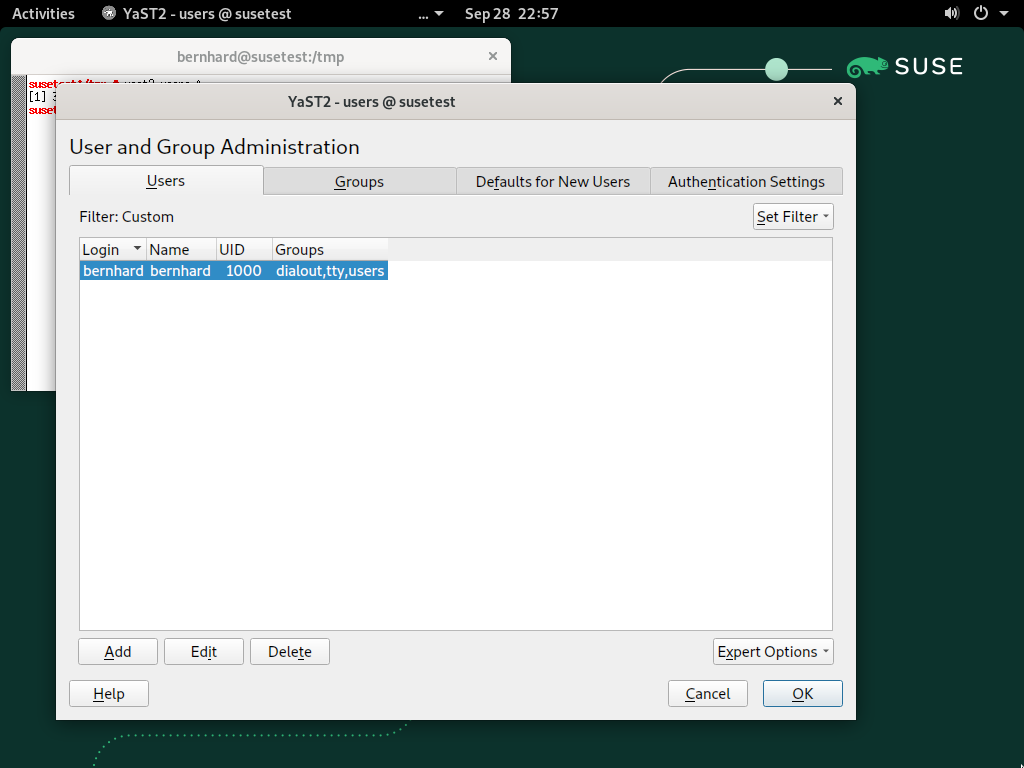 Activities YaST2 - users @ susetest ... Sep 28 22:57
bernhard@susetest:/tmp
SUSE
[1]
YaST2 - users @ susetest
User and Group Administration
Users Groups Defaults for New Users Authentication Settings
Filter: Custom Set Filter
Login Name UID Groups
bernhard bernhard 1000 dialout,tty,users
Add Edit Delete Expert Options
Help Cancel OK